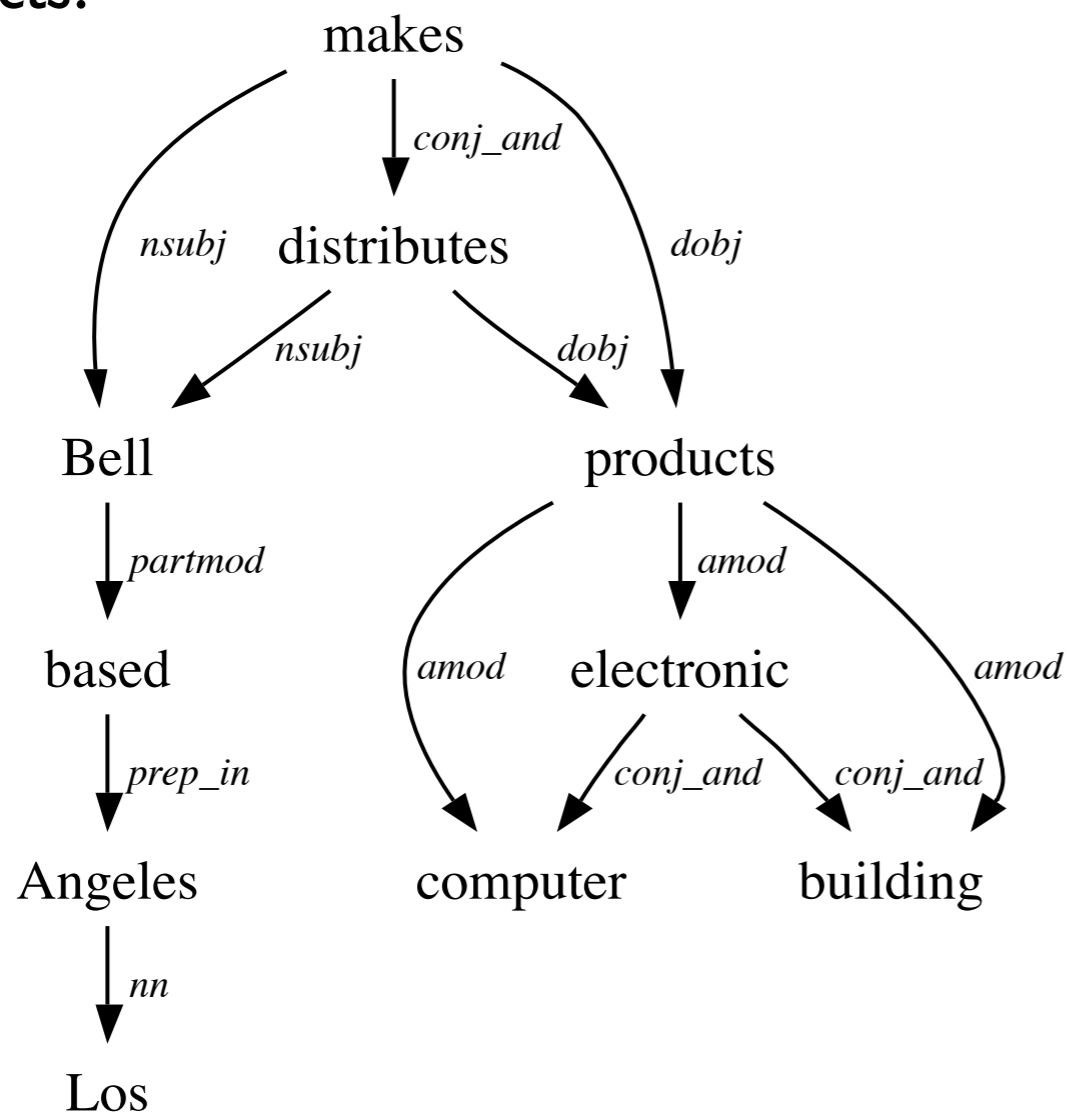 cts.
makes
conj_and
nsubj distributes dobj
nsubj dobj
Bell products
partmod amod
based amod electronic amod
prep_in conj_and conj_and
Angeles computer building
nn
Los